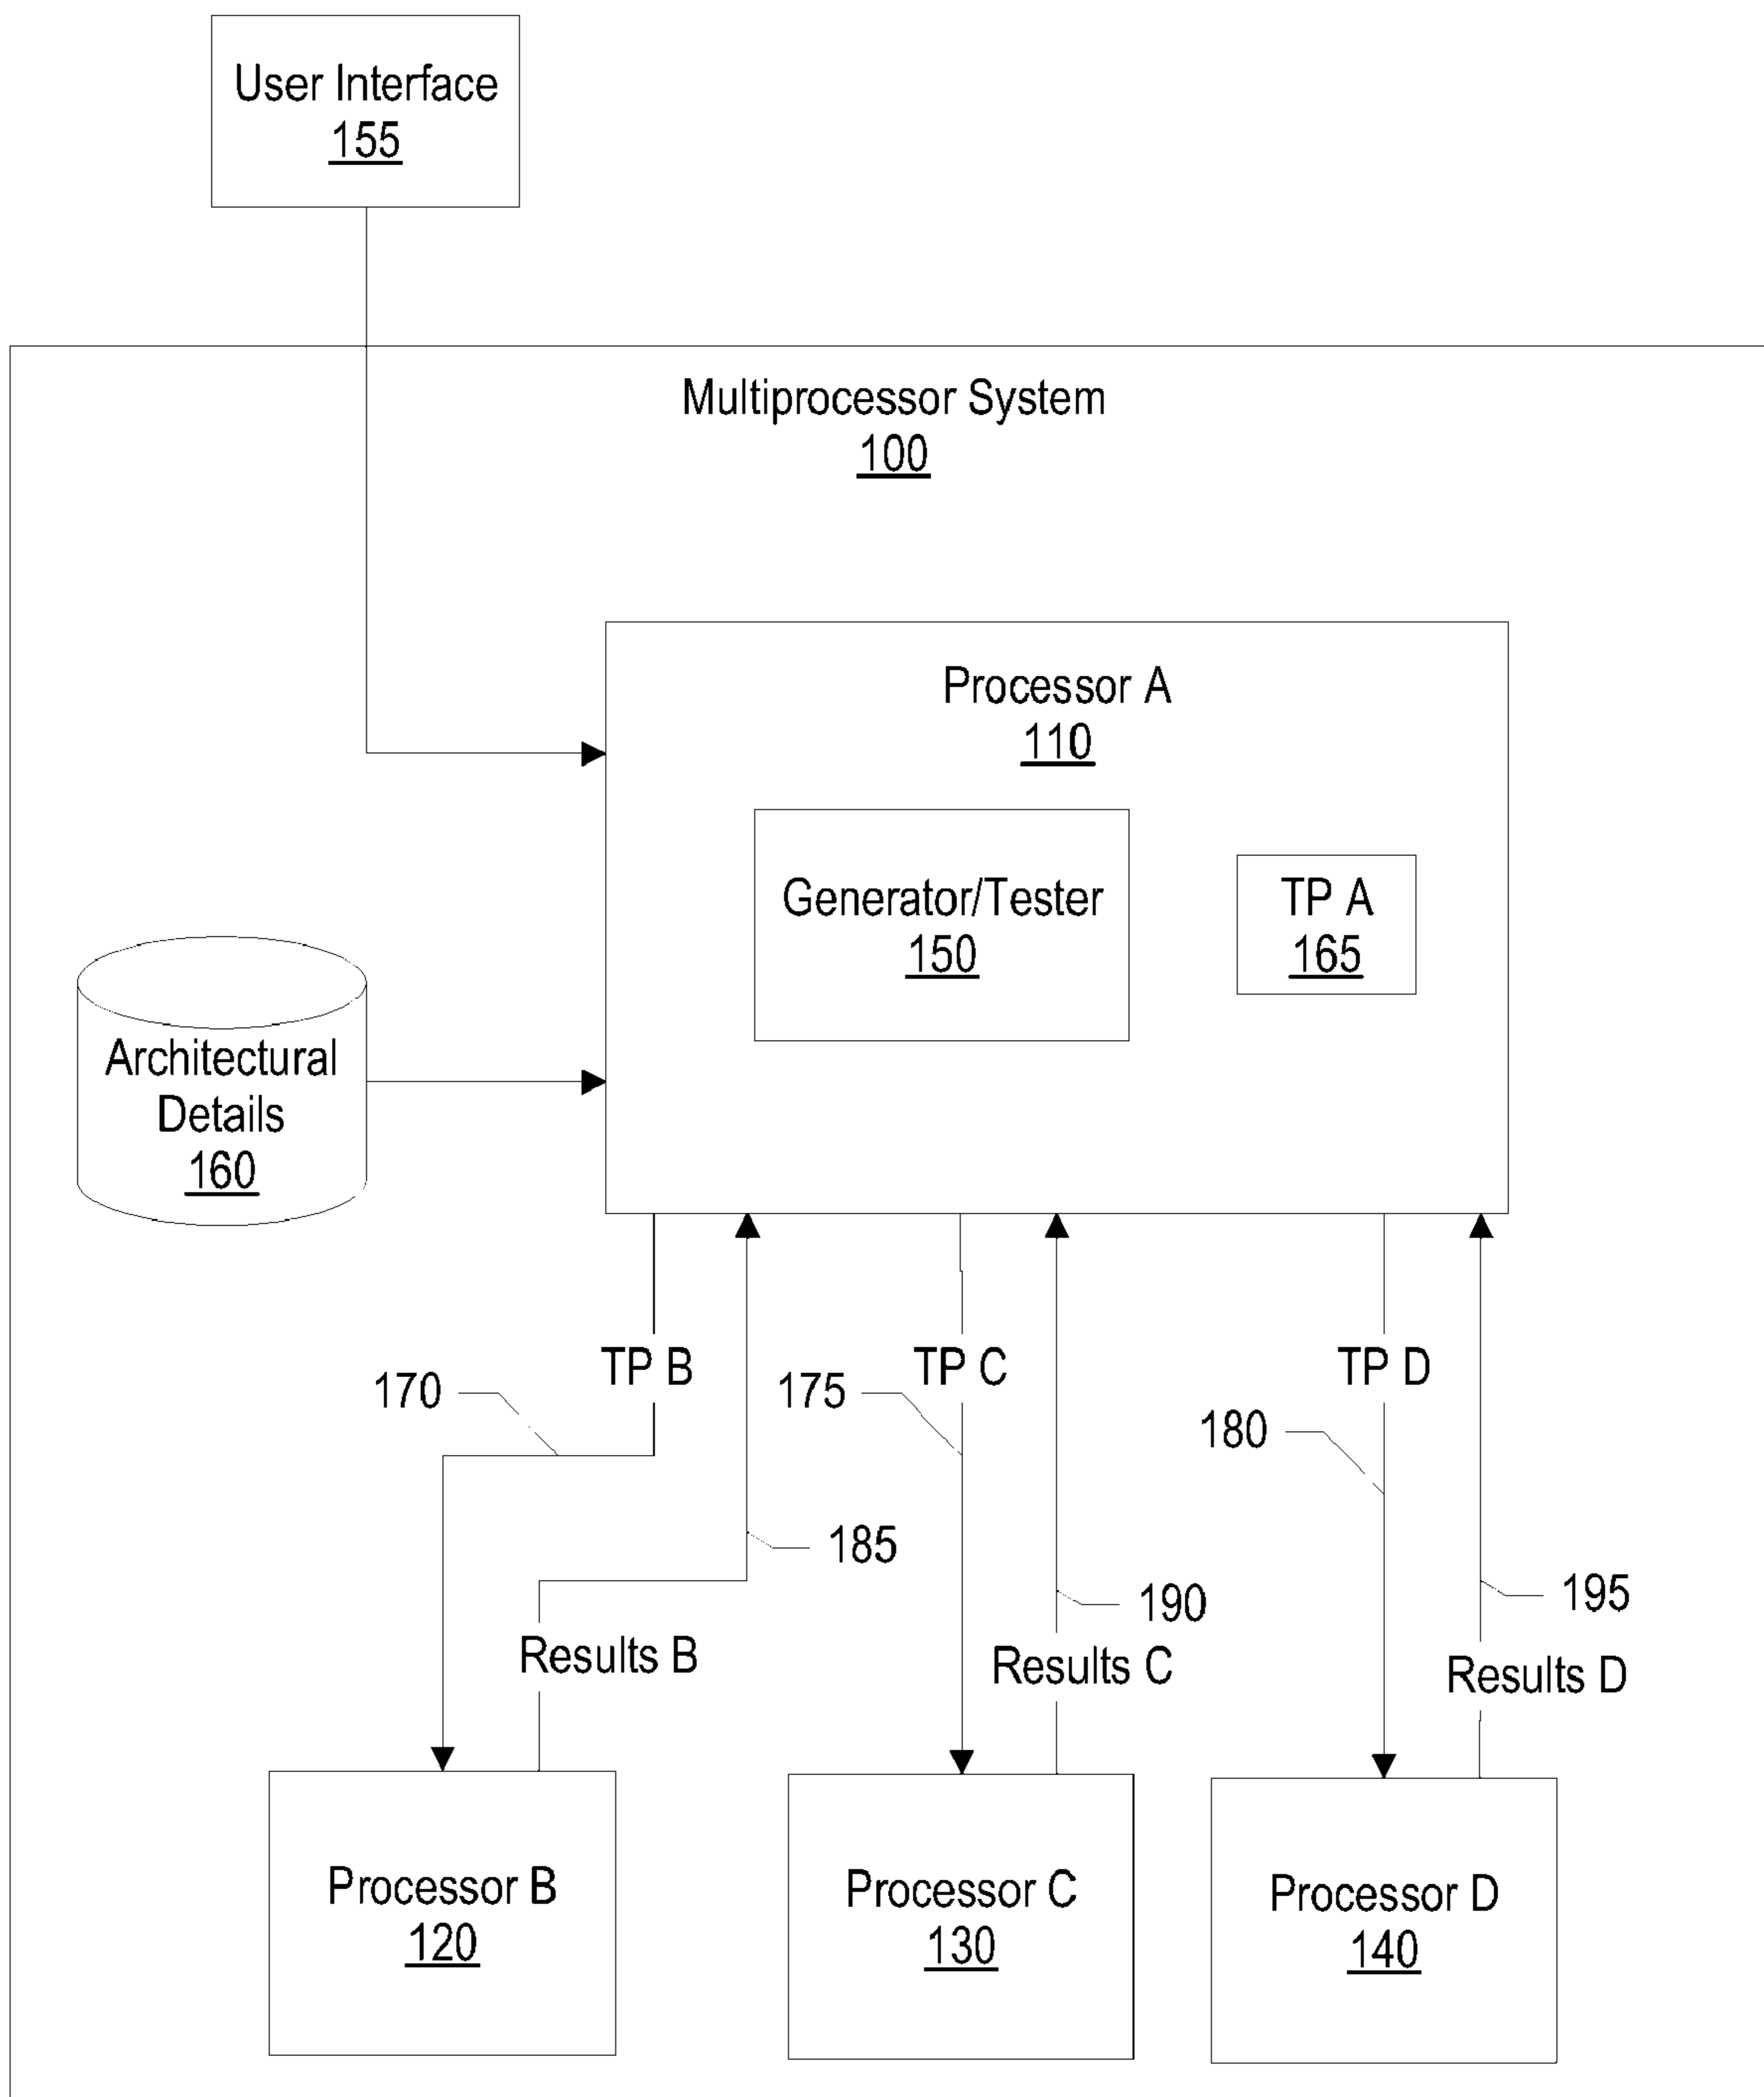 User Interface
155
Multiprocessor System
100
Processor A
110
Generator/Tester
150
TP A
165
Architectural
Details
160
TP B
TP C
TP D
170
175
180
185
190
195
Results B
Results C
Results D
Processor B
120
Processor C
130
Processor D
140